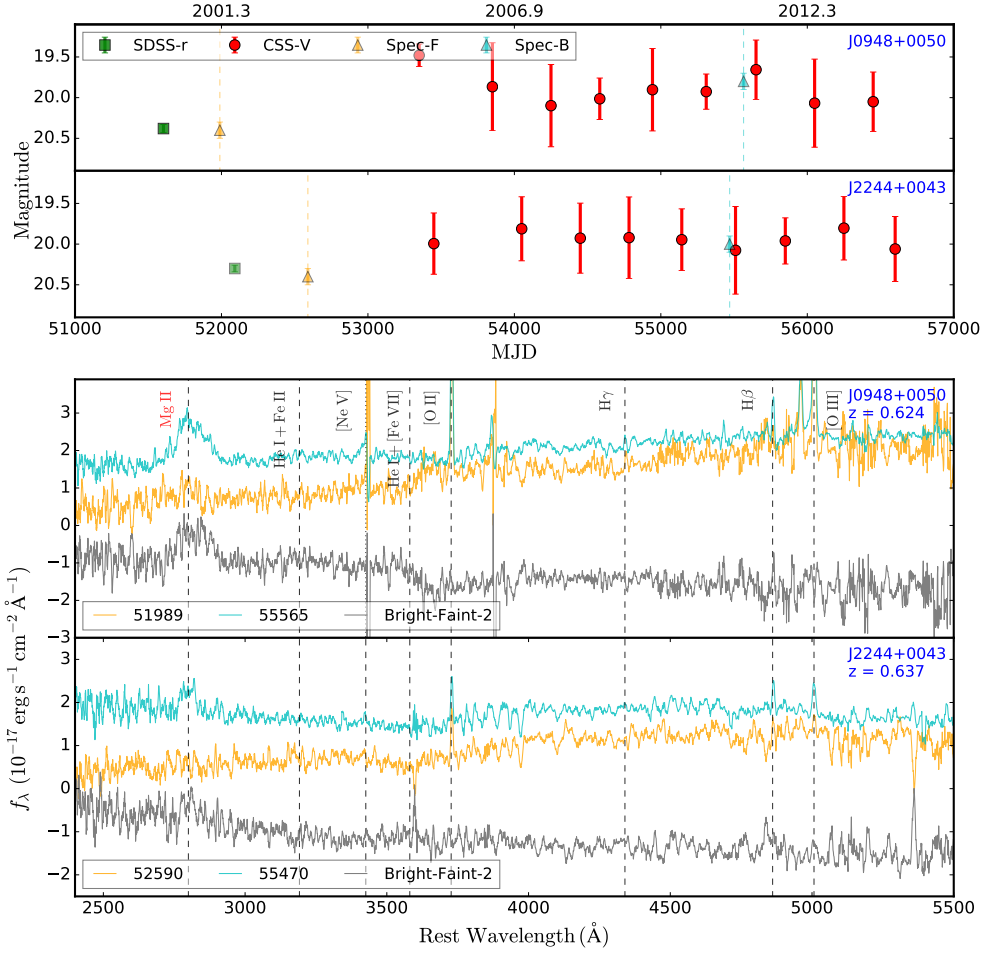 2001.3 2006.9 2012.3
SDSS-r CSS-V Spec-F Spec-B
J0948+0050
19.5
20.0
20.5
Magnitude
J2244+0043
19.5
20.0
20.5
51000 52000 53000 54000 55000 56000 57000
MJD
J0948+0050
z = 0.624
Mg II
He I + Fe II
[Ne V]
He I + [Fe VII]
[O II]
Hγ
Hβ
[O III]
3
2
1
0
−1
−2
−3
51989 55565 Bright-Faint-2
J2244+0043
z = 0.637
3
2
1
0
−1
−2
52590 55470 Bright-Faint-2
fλ (10⁻¹⁷ erg s⁻¹ cm⁻² Å⁻¹)
2500 3000 3500 4000 4500 5000 5500
Rest Wavelength (Å)